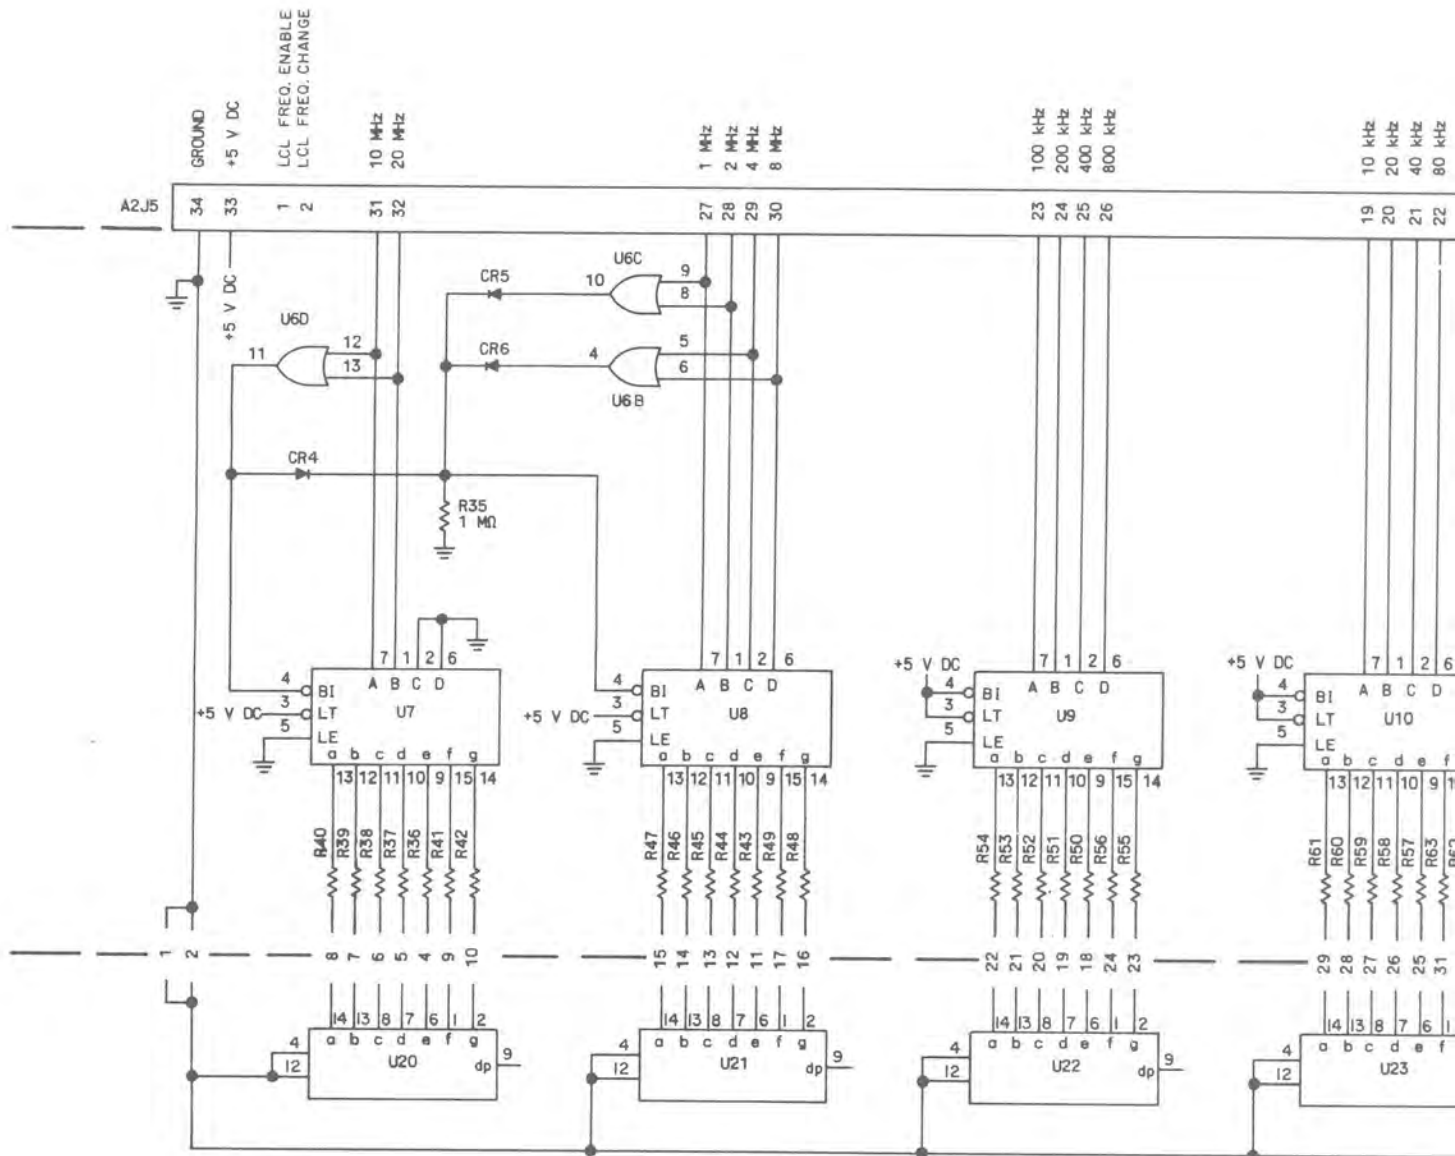 GROUND
+5 V DC
LCL FREQ. ENABLE
LCL FREQ. CHANGE
10 MHz
20 MHz
1 MHz
2 MHz
4 MHz
8 MHz
100 kHz
200 kHz
400 kHz
800 kHz
10 kHz
20 kHz
40 kHz
80 kHz
A2J5
34 33 1 2 31 32 27 28 29 30 23 24 25 26 19 20 21 22
+5 V DC
U6D
11 12 13
CR5
10 U6C 9 8
CR6
4 5 6
U6B
CR4
R35
1 MΩ
7 1 2 6
4 BI A B C D
+5 V DC 3 LT U7
5 LE
a b c d e f g
13 12 11 10 9 15 14
7 1 2 6
4 BI A B C D
+5 V DC 3 LT U8
5 LE
a b c d e f g
13 12 11 10 9 15 14
+5 V DC
7 1 2 6
4 BI A B C D
3 LT U9
5 LE
a b c d e f g
13 12 11 10 9 15 14
+5 V DC
7 1 2 6
4 BI A B C D
3 LT U10
5 LE
a b c d e f
13 12 11 10 9
R40 R39 R38 R37 R36 R41 R42
R47 R46 R45 R44 R43 R49 R48
R54 R53 R52 R51 R50 R56 R55
R61 R60 R59 R58 R57 R63
1 2 8 7 6 5 4 9 10 15 14 13 12 11 17 16 22 21 20 19 18 24 23 29 28 27 26 25 31
14 13 8 7 6 1 2
a b c d e f g
4 12 U20 dp 9
14 13 8 7 6 1 2
a b c d e f g
4 12 U21 dp 9
14 13 8 7 6 1 2
a b c d e f g
4 12 U22 dp 9
14 13 8 7 6 1
a b c d e f
4 12 U23